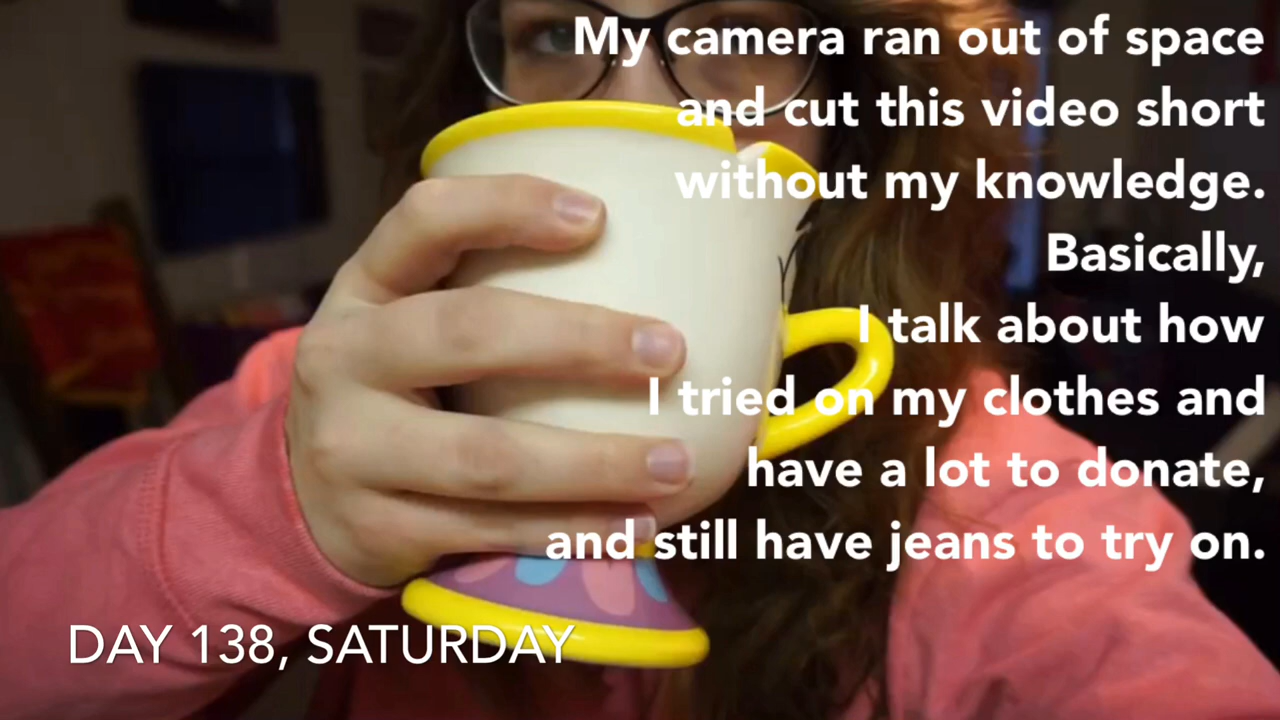 My camera ran out of space
and cut this video short
without my knowledge.
Basically,
I talk about how
I tried on my clothes and
have a lot to donate,
and still have jeans to try on.
DAY 138, SATURDAY